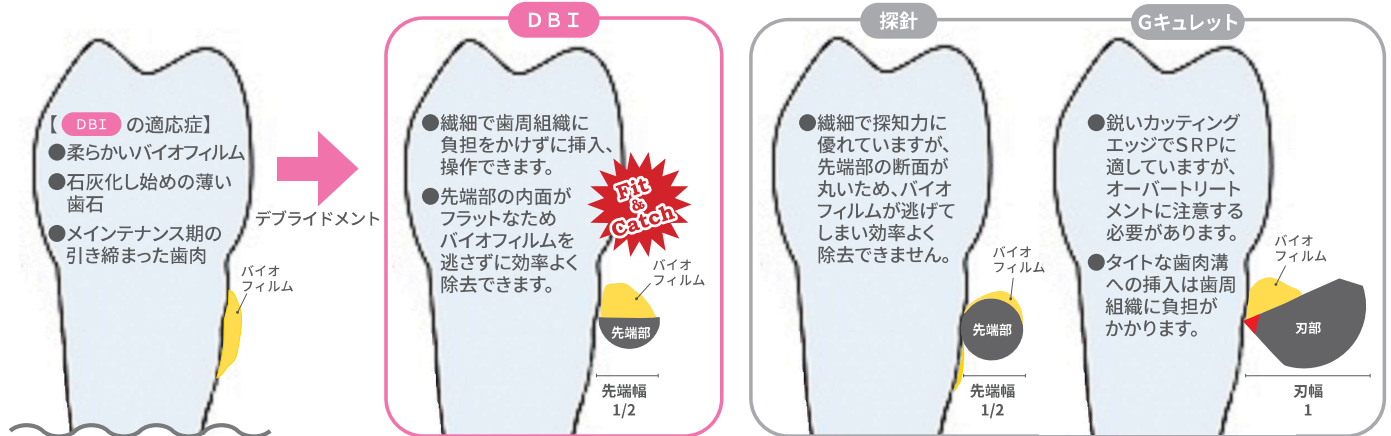 【 DBI の適応症】
●柔らかいバイオフィルム
●石灰化し始めの薄い
歯石
●メインテナンス期の
引き締まった歯肉
バイオ
フィルム
デブライドメント
DBI
●繊細で歯周組織に
負担をかけずに挿入、
操作できます。
●先端部の内面が
フラットなため
バイオフィルムを
逃さずに効率よく
除去できます。
Fit
&
Catch
バイオ
フィルム
先端部
先端幅
1/2
探針
●繊細で探知力に
優れていますが、
先端部の断面が
丸いため、バイオ
フィルムが逃げて
しまい効率よく
除去できません。
バイオ
フィルム
先端部
先端幅
1/2
Gキュレット
●鋭いカッティング
エッジでSRPに
適していますが、
オーバートリート
メントに注意する
必要があります。
●タイトな歯肉溝
への挿入は歯周
組織に負担が
かかります。
バイオ
フィルム
刃部
刃幅
1